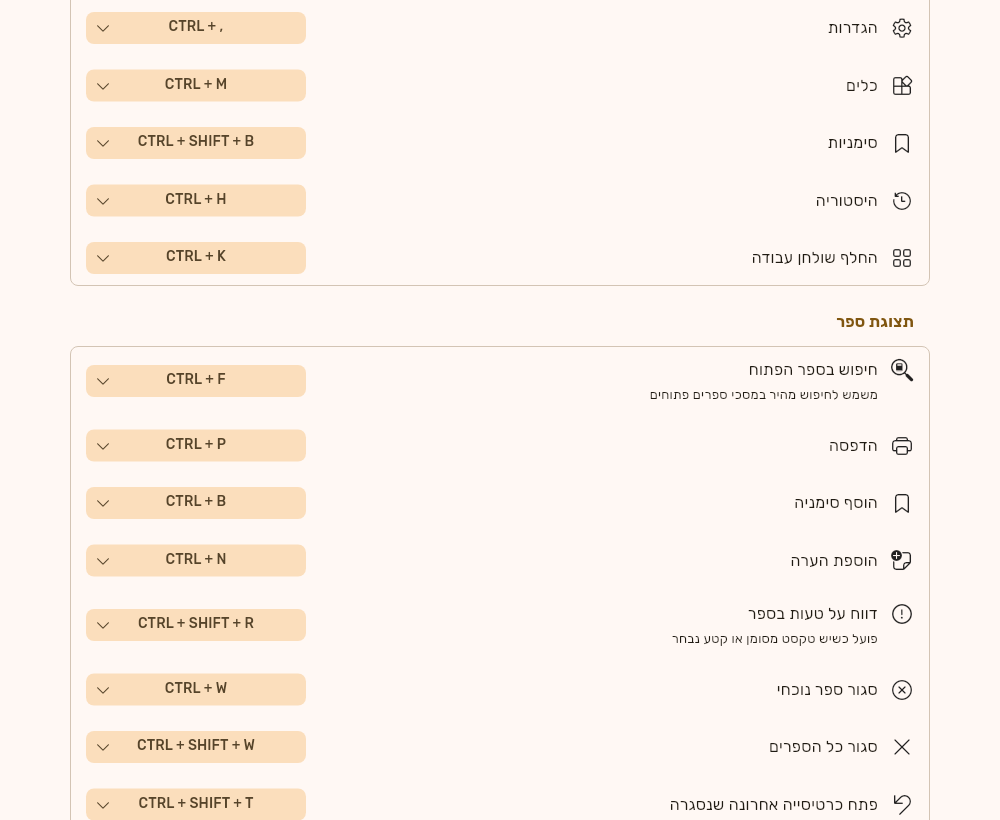 הגדרות
CTRL + ,
כלים
CTRL + M
סימניות
CTRL + SHIFT + B
היסטוריה
CTRL + H
החלף שולחן עבודה
CTRL + K
תצוגת ספר
חיפוש בספר הפתוח
משמש לחיפוש מהיר במסכי ספרים פתוחים
CTRL + F
הדפסה
CTRL + P
הוסף סימניה
CTRL + B
הוספת הערה
CTRL + N
דווח על טעות בספר
פועל כשיש טקסט מסומן או קטע נבחר
CTRL + SHIFT + R
סגור ספר נוכחי
CTRL + W
סגור כל הספרים
CTRL + SHIFT + W
פתח כרטיסייה אחרונה שנסגרה
CTRL + SHIFT + T